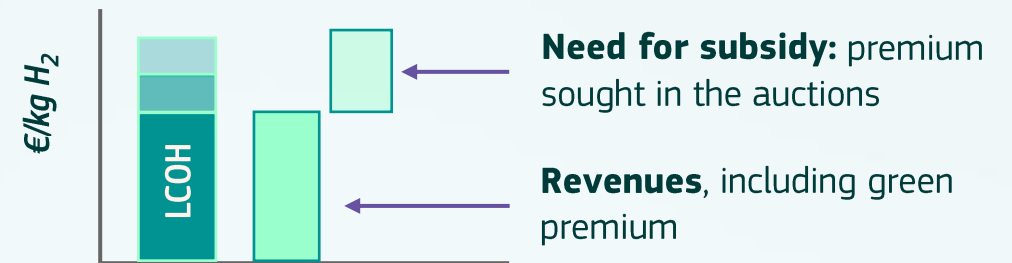 €/kg H₂
LCOH
Need for subsidy: premium
sought in the auctions
Revenues, including green
premium